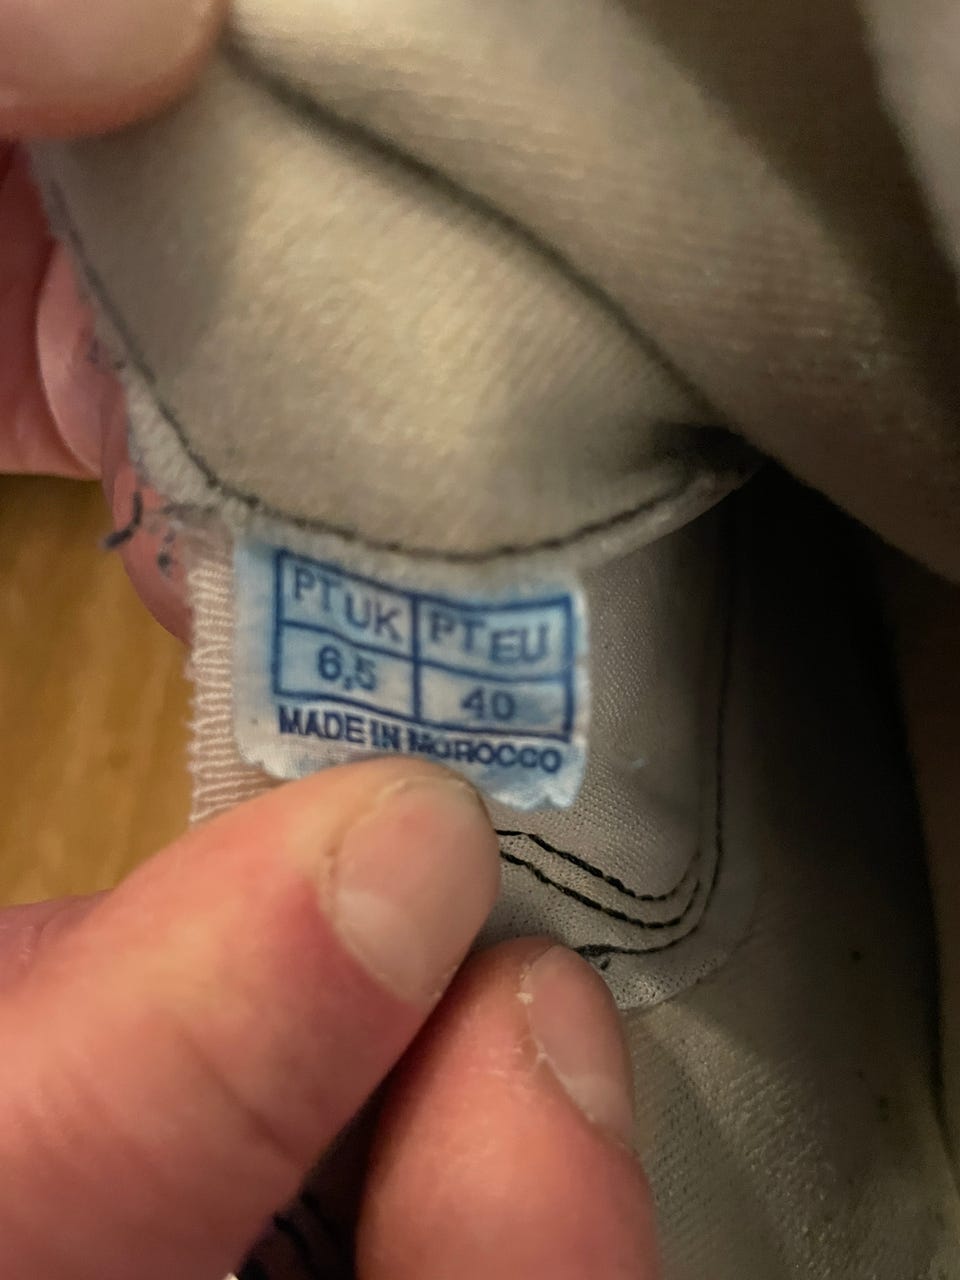 PT UK PT EU
6,5 40
MADE IN MOROCCO